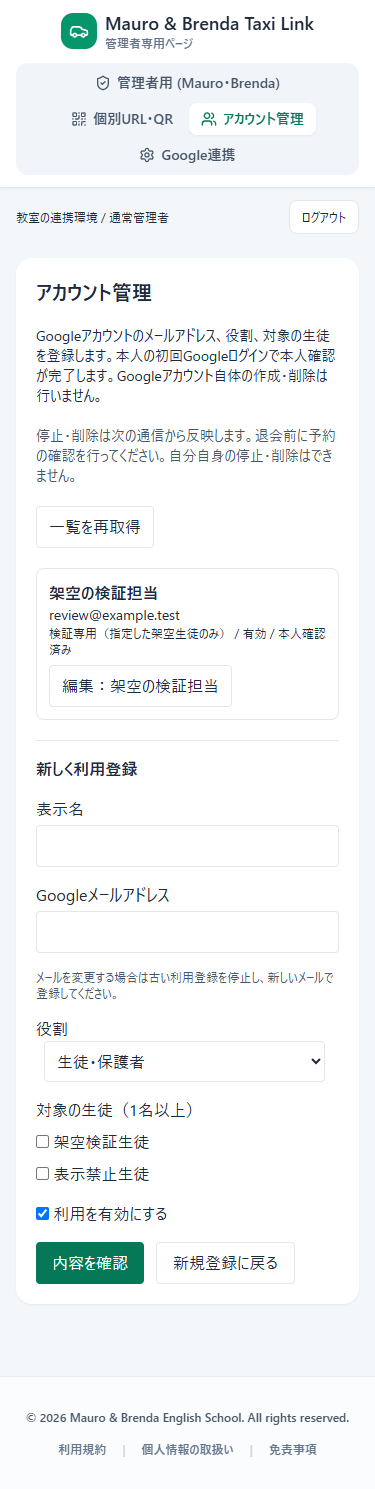 Mauro & Brenda Taxi Link
管理者専用ページ
管理者用 (Mauro・Brenda)
個別URL・QR
アカウント管理
Google連携
教室の連携環境 / 通常管理者
ログアウト
アカウント管理
Googleアカウントのメールアドレス、役割、対象の生徒
を登録します。本人の初回Googleログインで本人確認
が完了します。Googleアカウント自体の作成・削除は
行いません。
停止・削除は次の通信から反映します。退会前に予約
の確認を行ってください。自分自身の停止・削除はでき
ません。
一覧を再取得
架空の検証担当
review@example.test
検証専用（指定した架空生徒のみ） / 有効 / 本人確認
済み
編集：架空の検証担当
新しく利用登録
表示名
Googleメールアドレス
メールを変更する場合は古い利用登録を停止し、新しいメールで
登録してください。
役割
生徒・保護者
対象の生徒（1名以上）
架空検証生徒
表示禁止生徒
利用を有効にする
内容を確認
新規登録に戻る
© 2026 Mauro & Brenda English School. All rights reserved.
利用規約 | 個人情報の取扱い | 免責事項